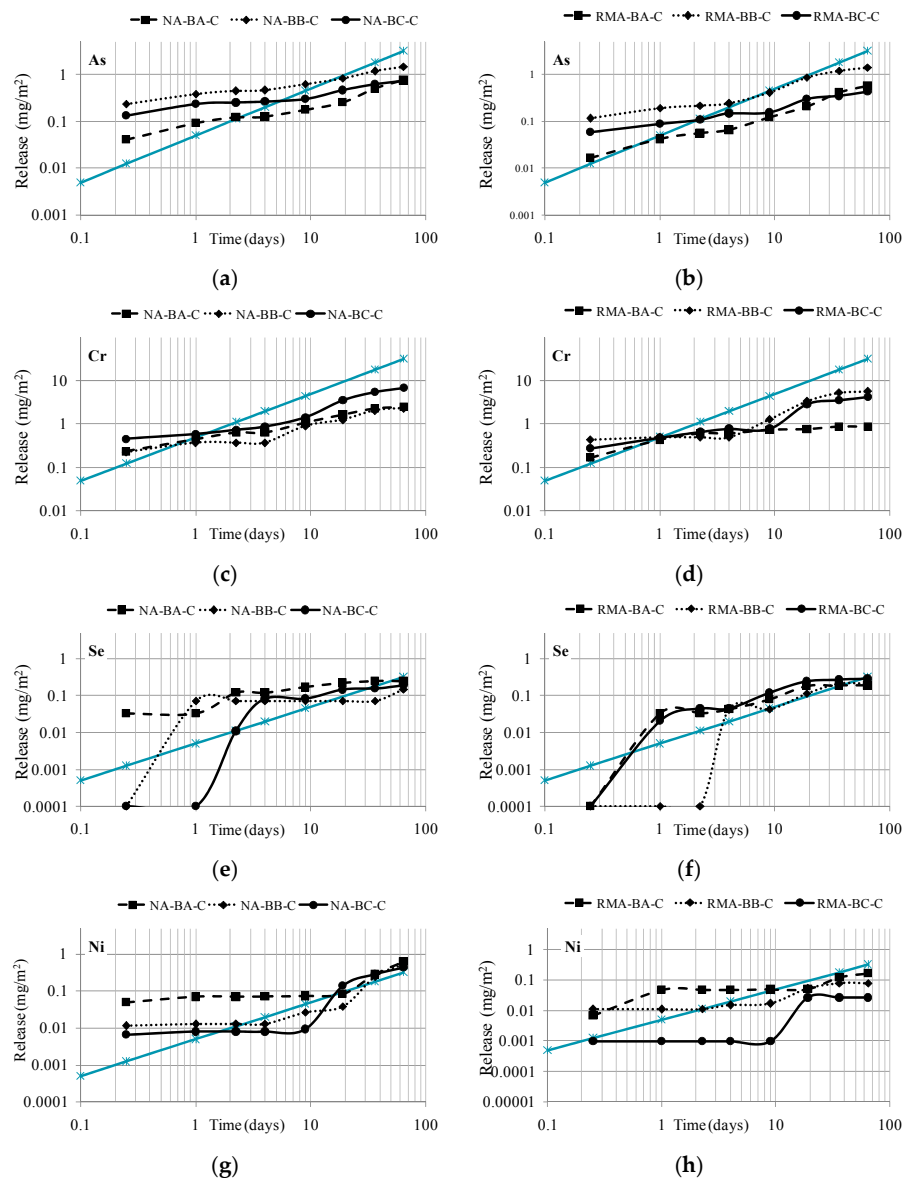 NA-BA-C NA-BB-C NA-BC-C
As
Release (mg/m²)
1
0.1
0.01
0.001
0.1 1 10 100
Time (days)
(a)
RMA-BA-C RMA-BB-C RMA-BC-C
As
Release (mg/m²)
1
0.1
0.01
0.001
0.1 1 10 100
Time (days)
(b)
NA-BA-C NA-BB-C NA-BC-C
Cr
Release (mg/m²)
10
1
0.1
0.01
0.1 1 10 100
Time (days)
(c)
RMA-BA-C RMA-BB-C RMA-BC-C
Cr
Release (mg/m²)
10
1
0.1
0.01
0.1 1 10 100
Time (days)
(d)
NA-BA-C NA-BB-C NA-BC-C
Se
Release (mg/m²)
1
0.1
0.01
0.001
0.0001
0.1 1 10 100
Time (days)
(e)
RMA-BA-C RMA-BB-C RMA-BC-C
Se
Release (mg/m²)
1
0.1
0.01
0.001
0.0001
0.1 1 10 100
Time (days)
(f)
NA-BA-C NA-BB-C NA-BC-C
Ni
Release (mg/m²)
1
0.1
0.01
0.001
0.0001
0.1 1 10 100
Time (days)
(g)
RMA-BA-C RMA-BB-C RMA-BC-C
Ni
Release (mg/m²)
1
0.1
0.01
0.001
0.0001
0.00001
0.1 1 10 100
Time (days)
(h)